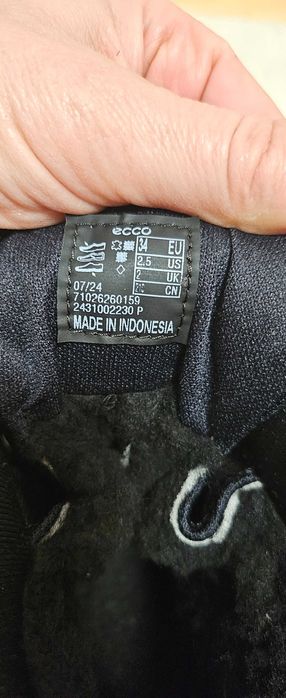 ecco
34 EU
2.5 US
2 UK
CN
07/24
71026260159
2431002230 P
MADE IN INDONESIA